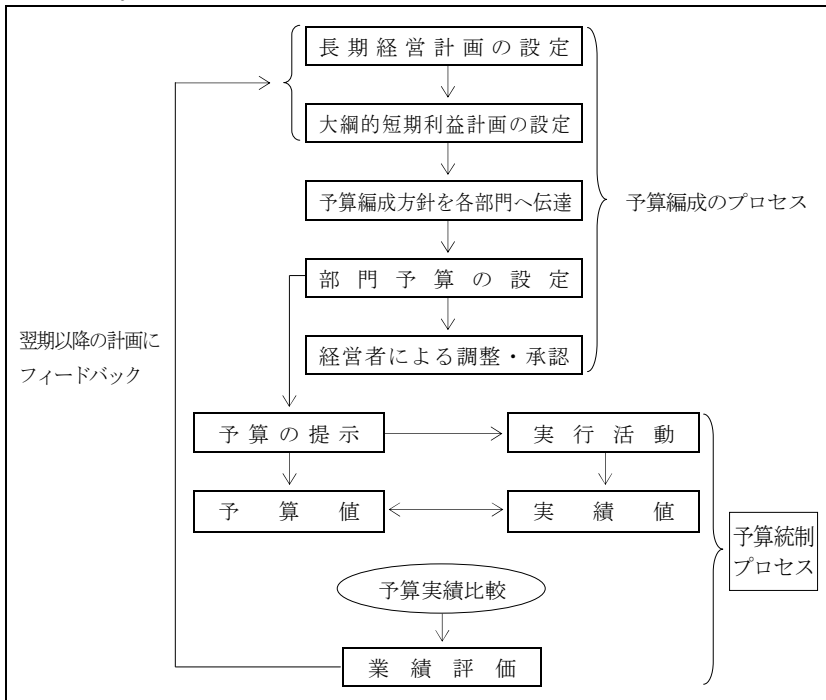 長期経営計画の設定
大綱的短期利益計画の設定
予算編成方針を各部門へ伝達
予算編成のプロセス
部門予算の設定
経営者による調整・承認
翌期以降の計画に
フィードバック
予算の提示
実行活動
予算値
実績値
予算統制
プロセス
予算実績比較
業績評価